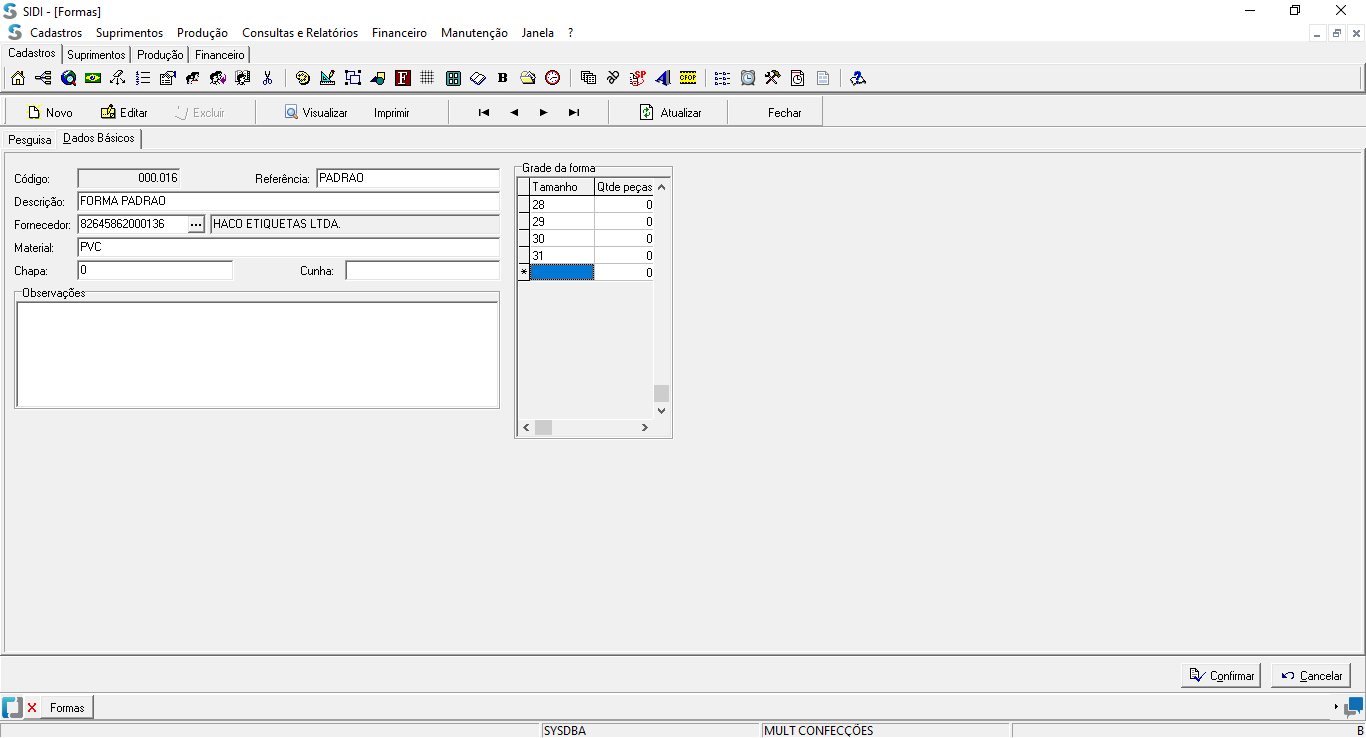 SIDI - [Formas]
Cadastros Suprimentos Produção Consultas e Relatórios Financeiro Manutenção Janela ?
Cadastros Suprimentos Produção Financeiro
F B SP CFOP
Novo Editar Excluir Visualizar Imprimir Atualizar Fechar
Pesquisa Dados Básicos
Código: 000.016 Referência: PADRAO
Descrição: FORMA PADRAO
Fornecedor: 82645862000136 ... HACO ETIQUETAS LTDA.
Material: PVC
Chapa: 0 Cunha:
Observações
Grade da forma
Tamanho Qtde peças
28 0
29 0
30 0
31 0
* 0
Confirmar Cancelar
Formas
SYSDBA MULT CONFECÇÕES B